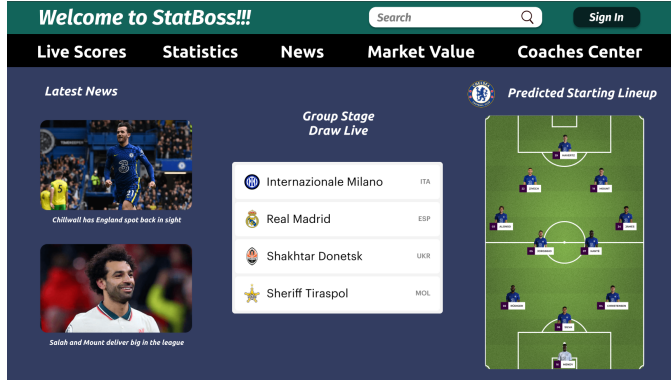 Welcome to StatBoss!!!
Search
Sign In
Live Scores
Statistics
News
Market Value
Coaches Center
Latest News
Predicted Starting Lineup
Group Stage
Draw Live
Internazionale Milano ITA
Real Madrid ESP
Shakhtar Donetsk UKR
Sheriff Tiraspol MOL
Chillwall has England spot back in sight
Salah and Mount deliver big in the league